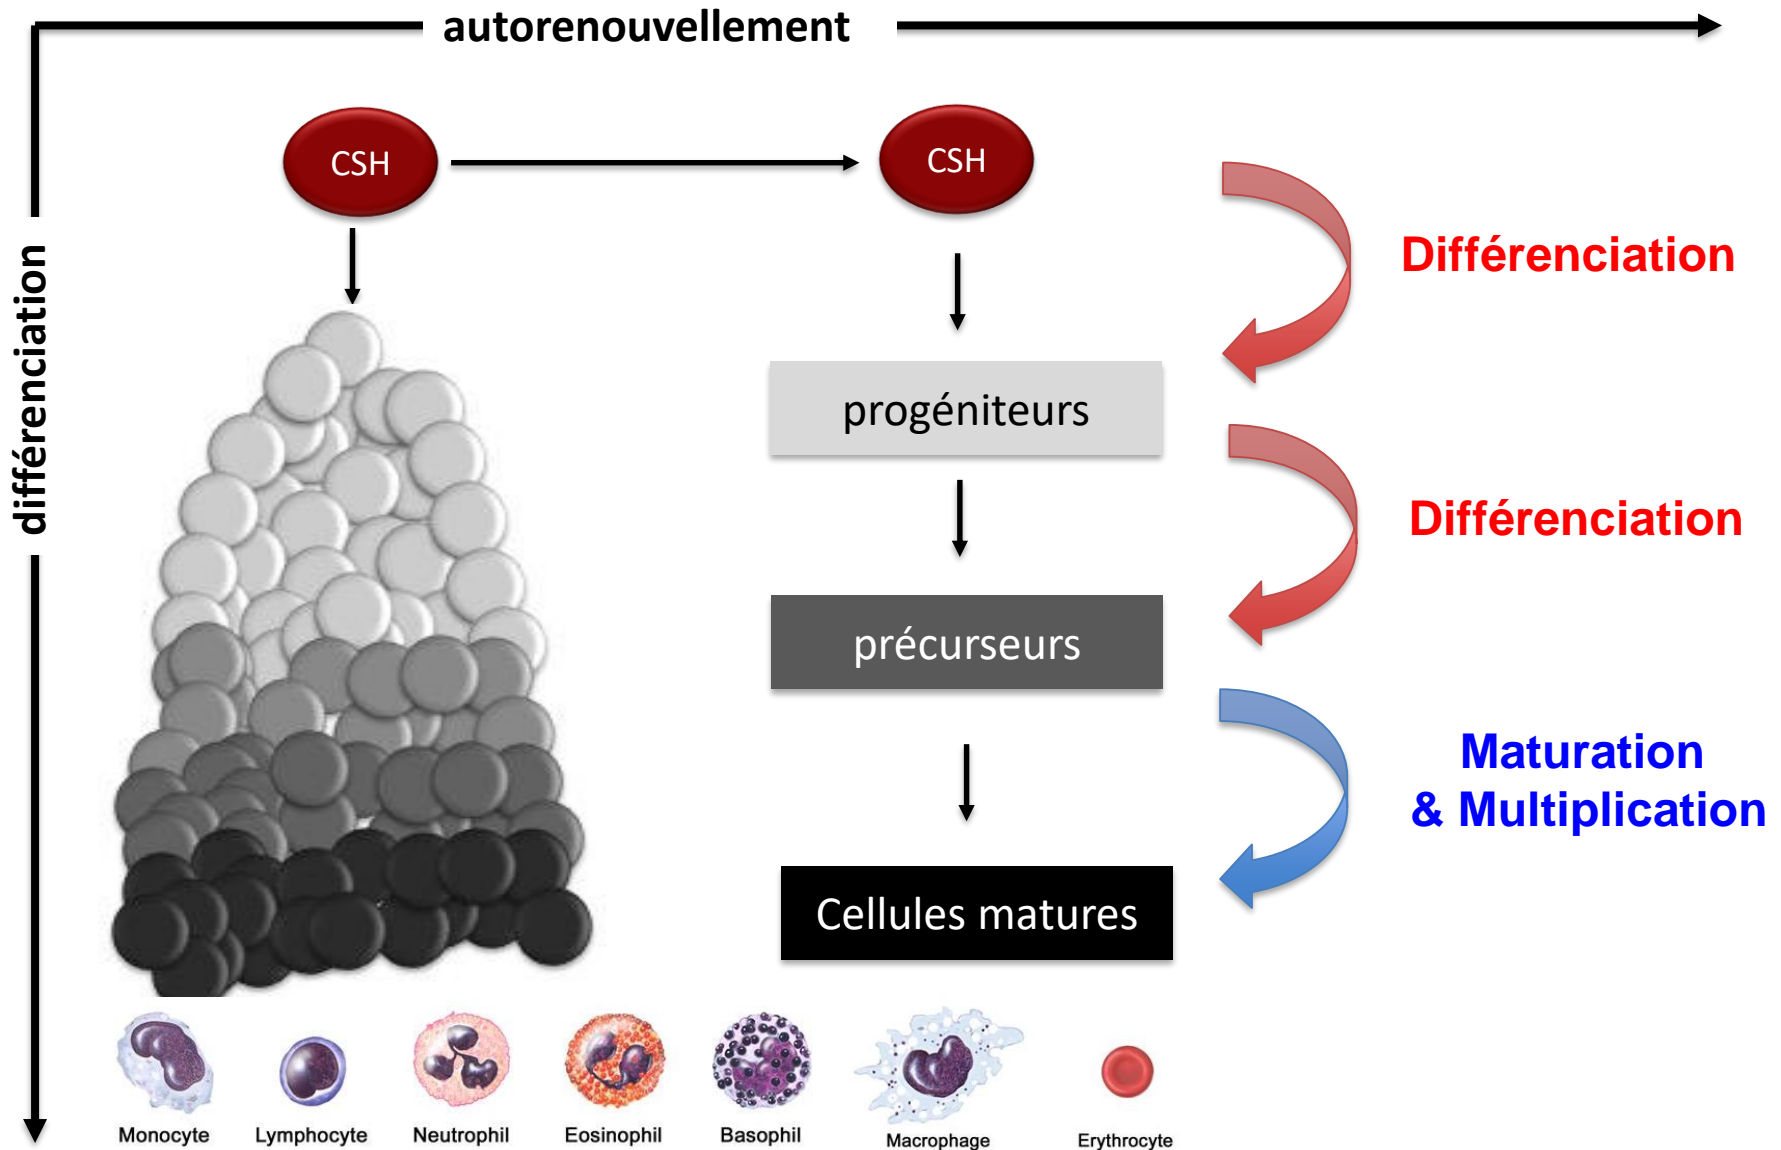 autorenouvellement
différenciation
CSH
CSH
Différenciation
progéniteurs
Différenciation
précurseurs
Maturation
& Multiplication
Cellules matures
Monocyte
Lymphocyte
Neutrophil
Eosinophil
Basophil
Macrophage
Erythrocyte